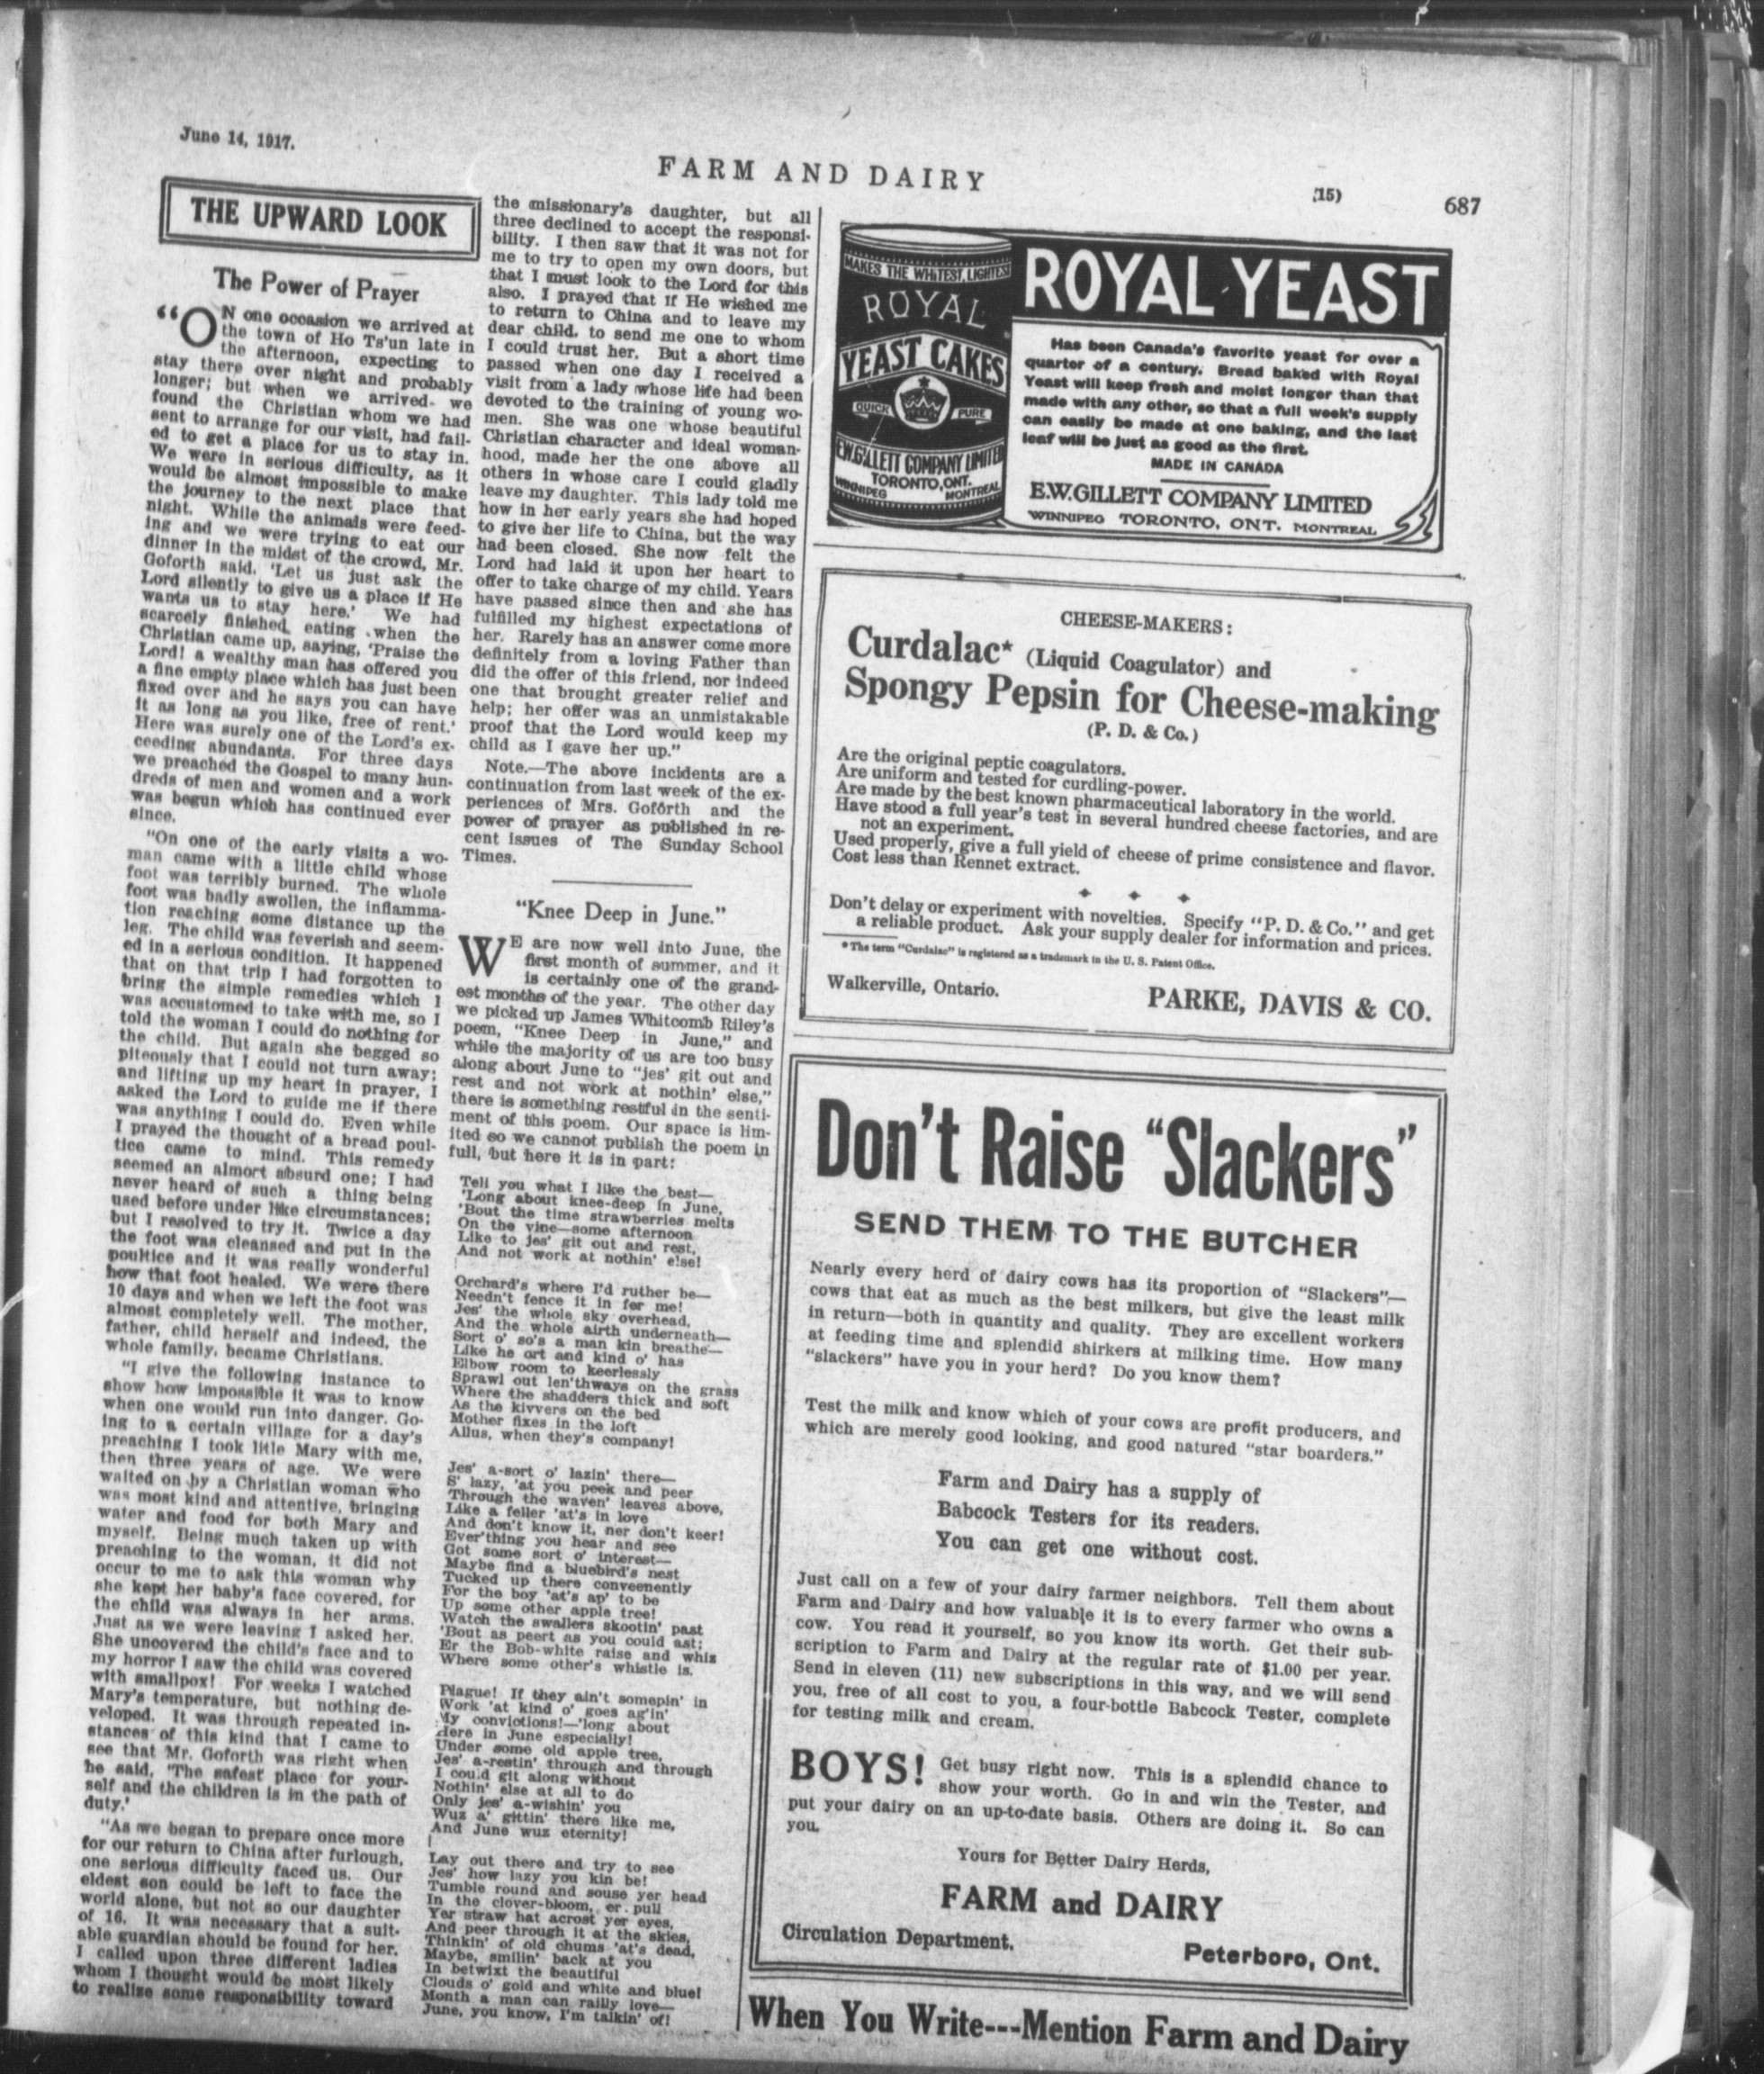 June 14, 1917.
FARM AND DAIRY
(15)
687
THE UPWARD LOOK
The Power of Prayer
"ON one occasion we arrived at
the town of Ho Ts'un late in
the afternoon, expecting to
stay there over night and probably
longer; but when we arrived- we
found the Christian whom we had
sent to arrange for our visit, had fail-
ed to get a place for us to stay in.
We were in serious difficulty, as it
would be almost impossible to make
the journey to the next place that
night. While the animals were feed-
ing and we were trying to eat our
dinner in the midst of the crowd, Mr.
Goforth said, 'Let us just ask the
Lord silently to give us a place if He
wants us to stay here.' We had
scarcely finished eating when the
Christian came up, saying, 'Praise the
Lord! a wealthy man has offered you
a fine empty place which has just been
fixed over and he says you can have
it as long as you like, free of rent.'
Here was surely one of the Lord's ex-
ceeding abundants. For three days
we preached the Gospel to many hun-
dreds of men and women and a work
was begun which has continued ever
since.
"On one of the early visits a wo-
man came with a little child whose
foot was terribly burned. The whole
foot was badly swollen, the inflamma-
tion reaching some distance up the
leg. The child was feverish and seem-
ed in a serious condition. It happened
that on that trip I had forgotten to
bring the simple remedies which I
was accustomed to take with me, so I
told the woman I could do nothing for
the child. But again she begged so
piteously that I could not turn away;
and lifting up my heart in prayer, I
asked the Lord to guide me if there
was anything I could do. Even while
I prayed the thought of a bread poul-
tice came to mind. This remedy
seemed an almort absurd one; I had
never heard of such a thing being
used before under like circumstances;
but I resolved to try it. Twice a day
the foot was cleansed and put in the
poultice and it was really wonderful
how that foot healed. We were there
10 days and when we left the foot was
almost completely well. The mother,
father, child herself and indeed, the
whole family, became Christians.
"I give the following instance to
show how impossible it was to know
when one would run into danger. Go-
ing to a certain village for a day's
preaching I took litle Mary with me,
then three years of age. We were
waited on by a Christian woman who
was most kind and attentive, bringing
water and food for both Mary and
myself. Being much taken up with
preaching to the woman, it did not
occur to me to ask this woman why
she kept her baby's face covered, for
the child was always in her arms.
Just as we were leaving I asked her.
She uncovered the child's face and to
my horror I saw the child was covered
with smallpox! For weeks I watched
Mary's temperature, but nothing de-
veloped. It was through repeated in-
stances of this kind that I came to
see that Mr. Goforth was right when
he said, 'The safest place for your-
self and the children is in the path of
duty.'
"As we began to prepare once more
for our return to China after furlough,
one serious difficulty faced us. Our
eldest son could be left to face the
world alone, but not so our daughter
of 16. It was necessary that a suit-
able guardian should be found for her.
I called upon three different ladies
whom I thought would be most likely
to realize some responsibility toward
the missionary's daughter, but all
three declined to accept the responsi-
bility. I then saw that it was not for
me to try to open my own doors, but
that I must look to the Lord for this
also. I prayed that if He wished me
to return to China and to leave my
dear child, to send me one to whom
I could trust her. But a short time
passed when one day I received a
visit from a lady whose life had been
devoted to the training of young wo-
men. She was one whose beautiful
Christian character and ideal woman-
hood, made her the one above all
others in whose care I could gladly
leave my daughter. This lady told me
how in her early years she had hoped
to give her life to China, but the way
had been closed. She now felt the
Lord had laid it upon her heart to
offer to take charge of my child. Years
have passed since then and she has
fulfilled my highest expectations of
her. Rarely has an answer come more
definitely from a loving Father than
did the offer of this friend, nor indeed
one that brought greater relief and
help; her offer was an unmistakable
proof that the Lord would keep my
child as I gave her up."
Note.—The above incidents are a
continuation from last week of the ex-
periences of Mrs. Goforth and the
power of prayer as published in re-
cent issues of The Sunday School
Times.
"Knee Deep in June."
WE are now well into June, the
first month of summer, and it
is certainly one of the grand-
est months of the year. The other day
we picked up James Whitcomb Riley's
poem, "Knee Deep in June," and
while the majority of us are too busy
along about June to "jes' git out and
rest and not work at nothin' else,"
there is something restful in the senti-
ment of this poem. Our space is lim-
ited so we cannot publish the poem in
full, but here it is in part:
Tell you what I like the best—
'Long about knee-deep in June,
'Bout the time strawberries melts
On the vine—some afternoon
Like to jes' git out and rest,
And not work at nothin' else!
Orchard's where I'd ruther be—
Needn't fence it in fer me!
Jes' the whole sky overhead,
And the whole airth underneath—
Sort o' so's a man kin breathe—
Like he ort and kind o' has
Elbow room to keerlessly
Sprawl out len'thways on the grass
Where the shadders thick and soft
As the kivvers on the bed
Mother fixes in the loft
Allus, when they's company!
Jes' a-sort o' lazin' there—
S' lazy, 'at you peek and peer
Through the waven' leaves above,
Like a feller 'at's in love
And don't know it, ner don't keer!
Ever'thing you hear and see
Got some sort o' interest—
Maybe find a bluebird's nest
Tucked up there conveenently
For the boy 'at's ap' to be
Up some other apple tree!
Watch the swallers skootin' past
'Bout as peert as you could ast;
Er the Bob-white raise and whiz
Where some other's whistle is.
Plague! If they ain't somepin' in
Work 'at kind o' goes ag'in'
My convictions!—'long about
Here in June especially!
Under some old apple tree,
Jes' a-restin' through and through
I could git along without
Nothin' else at all to do
Only jes' a-wishin' you
Wuz a' gittin' there like me,
And June wuz eternity!
Lay out there and try to see
Jes' how lazy you kin be!
Tumble round and souse yer head
In the clover-bloom, er pull
Yer straw hat acrost yer eyes,
And peer through it at the skies,
Thinkin' of old chums 'at's dead,
Maybe, smilin' back at you
In betwixt the beautiful
Clouds o' gold and white and blue!
Month a man can railly love—
June, you know, I'm talkin' of!
MAKES THE WHITEST, LIGHTEST
ROYAL
YEAST CAKES
QUICK
PURE
E.W.GILLETT COMPANY LIMITED
TORONTO, ONT.
WINNIPEG
MONTREAL
ROYAL YEAST
Has been Canada's favorite yeast for over a
quarter of a century. Bread baked with Royal
Yeast will keep fresh and moist longer than that
made with any other, so that a full week's supply
can easily be made at one baking, and the last
loaf will be just as good as the first.
MADE IN CANADA
E.W.GILLETT COMPANY LIMITED
WINNIPEG TORONTO, ONT. MONTREAL
CHEESE-MAKERS:
Curdalac* (Liquid Coagulator) and
Spongy Pepsin for Cheese-making
(P. D. & Co.)
Are the original peptic coagulators.
Are uniform and tested for curdling-power.
Are made by the best known pharmaceutical laboratory in the world.
Have stood a full year's test in several hundred cheese factories, and are
not an experiment.
Used properly, give a full yield of cheese of prime consistence and flavor.
Cost less than Rennet extract.
Don't delay or experiment with novelties. Specify "P. D. & Co." and get
a reliable product. Ask your supply dealer for information and prices.
* The term "Curdalac" is registered as a trademark in the U. S. Patent Office.
Walkerville, Ontario.
PARKE, DAVIS & CO.
Don't Raise "Slackers"
SEND THEM TO THE BUTCHER
Nearly every herd of dairy cows has its proportion of "Slackers"—
cows that eat as much as the best milkers, but give the least milk
in return—both in quantity and quality. They are excellent workers
at feeding time and splendid shirkers at milking time. How many
"slackers" have you in your herd? Do you know them?
Test the milk and know which of your cows are profit producers, and
which are merely good looking, and good natured "star boarders."
Farm and Dairy has a supply of
Babcock Testers for its readers.
You can get one without cost.
Just call on a few of your dairy farmer neighbors. Tell them about
Farm and Dairy and how valuable it is to every farmer who owns a
cow. You read it yourself, so you know its worth. Get their sub-
scription to Farm and Dairy at the regular rate of $1.00 per year.
Send in eleven (11) new subscriptions in this way, and we will send
you, free of all cost to you, a four-bottle Babcock Tester, complete
for testing milk and cream.
BOYS! Get busy right now. This is a splendid chance to
show your worth. Go in and win the Tester, and
put your dairy on an up-to-date basis. Others are doing it. So can
you.
Yours for Better Dairy Herds,
FARM and DAIRY
Circulation Department.
Peterboro, Ont.
When You Write---Mention Farm and Dairy